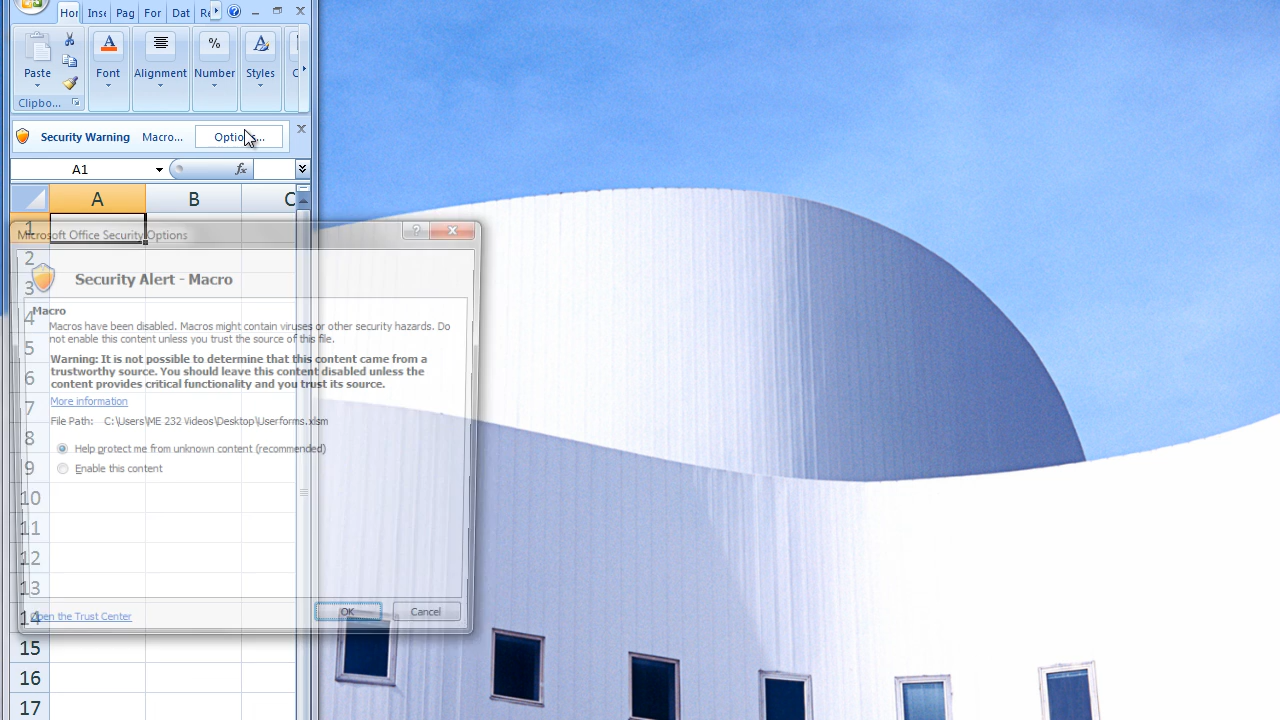 Hor Inse Pag For Dat Re
Paste
Font
Alignment
%
Number
Styles
C
Clipbo...
Security Warning Macro... Options...
A1 fx
A B C
1
2
3
4
5
6
7
8
9
10
11
12
13
14
15
16
17
Microsoft Office Security Options
Security Alert - Macro
Macro
Macros have been disabled. Macros might contain viruses or other security hazards. Do
not enable this content unless you trust the source of this file.
Warning: It is not possible to determine that this content came from a
trustworthy source. You should leave this content disabled unless the
content provides critical functionality and you trust its source.
More information
File Path: C:\Users\ME 232 Videos\Desktop\Userforms.xlsm
Help protect me from unknown content (recommended)
Enable this content
Open the Trust Center
OK Cancel